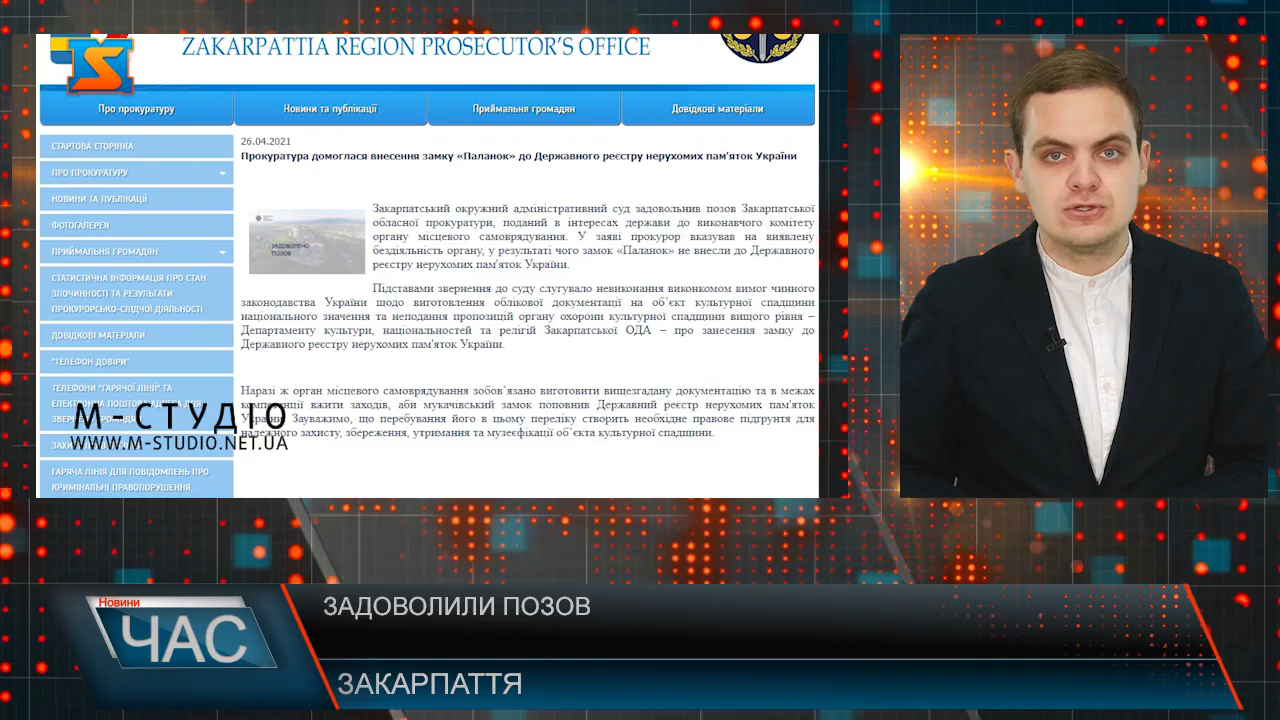 ZAKARPATTIA REGION PROSECUTOR'S OFFICE
Про прокуратуру
Новини та публікації
Приймальня громадян
Довідкові матеріали
СТАРТОВА СТОРІНКА
ПРО ПРОКУРАТУРУ
НОВИНИ ТА ПУБЛІКАЦІЇ
ФОТОГАЛЕРЕЯ
ПРИЙМАЛЬНЯ ГРОМАДЯН
СТАТИСТИЧНА ІНФОРМАЦІЯ ПРО СТАН
ЗЛОЧИННОСТІ ТА РЕЗУЛЬТАТИ
ПРОКУРОРСЬКО-СЛІДЧОЇ ДІЯЛЬНОСТІ
ДОВІДКОВІ МАТЕРІАЛИ
"ТЕЛЕФОН ДОВІРИ"
ТЕЛЕФОНИ "ГАРЯЧОЇ ЛІНІЇ" ТА
ГАРЯЧА ЛІНІЯ ДЛЯ ПОВІДОМЛЕНЬ ПРО
КРИМІНАЛЬНІ ПРАВОПОРУШЕННЯ,
26.04.2021
Прокуратура домоглася внесення замку «Паланок» до Державного реєстру нерухомих пам'яток України
ЗАДОВОЛЕНО
ПОЗОВ
Закарпатський окружний адміністративний суд задовольнив позов Закарпатської
обласної прокуратури, поданий в інтересах держави до виконавчого комітету
органу місцевого самоврядування. У заяві прокурор вказував на виявлену
бездіяльність органу, у результаті чого замок «Паланок» не внесли до Державного
реєстру нерухомих пам'яток України.
Підставами звернення до суду слугувало невиконання виконкомом вимог чинного
законодавства України щодо виготовлення облікової документації на об'єкт культурної спадщини
національного значення та неподання пропозицій органу охорони культурної спадщини вищого рівня –
Департаменту культури, національностей та релігій Закарпатської ОДА – про занесення замку до
Державного реєстру нерухомих пам'яток України.
Наразі ж орган місцевого самоврядування зобов'язано виготовити вищезгадану документацію та в межах
компетенції вжити заходів, аби мукачівський замок поповнив Державний реєстр нерухомих пам'яток
України. Зауважимо, що перебування його в цьому переліку створить необхідне правове підґрунтя для
належного захисту, збереження, утримання та музеєфікації об'єкта культурної спадщини.
М-СТУДІО
WWW.M-STUDIO.NET.UA
Новини
ЧАС
ЗАДОВОЛИЛИ ПОЗОВ
ЗАКАРПАТТЯ